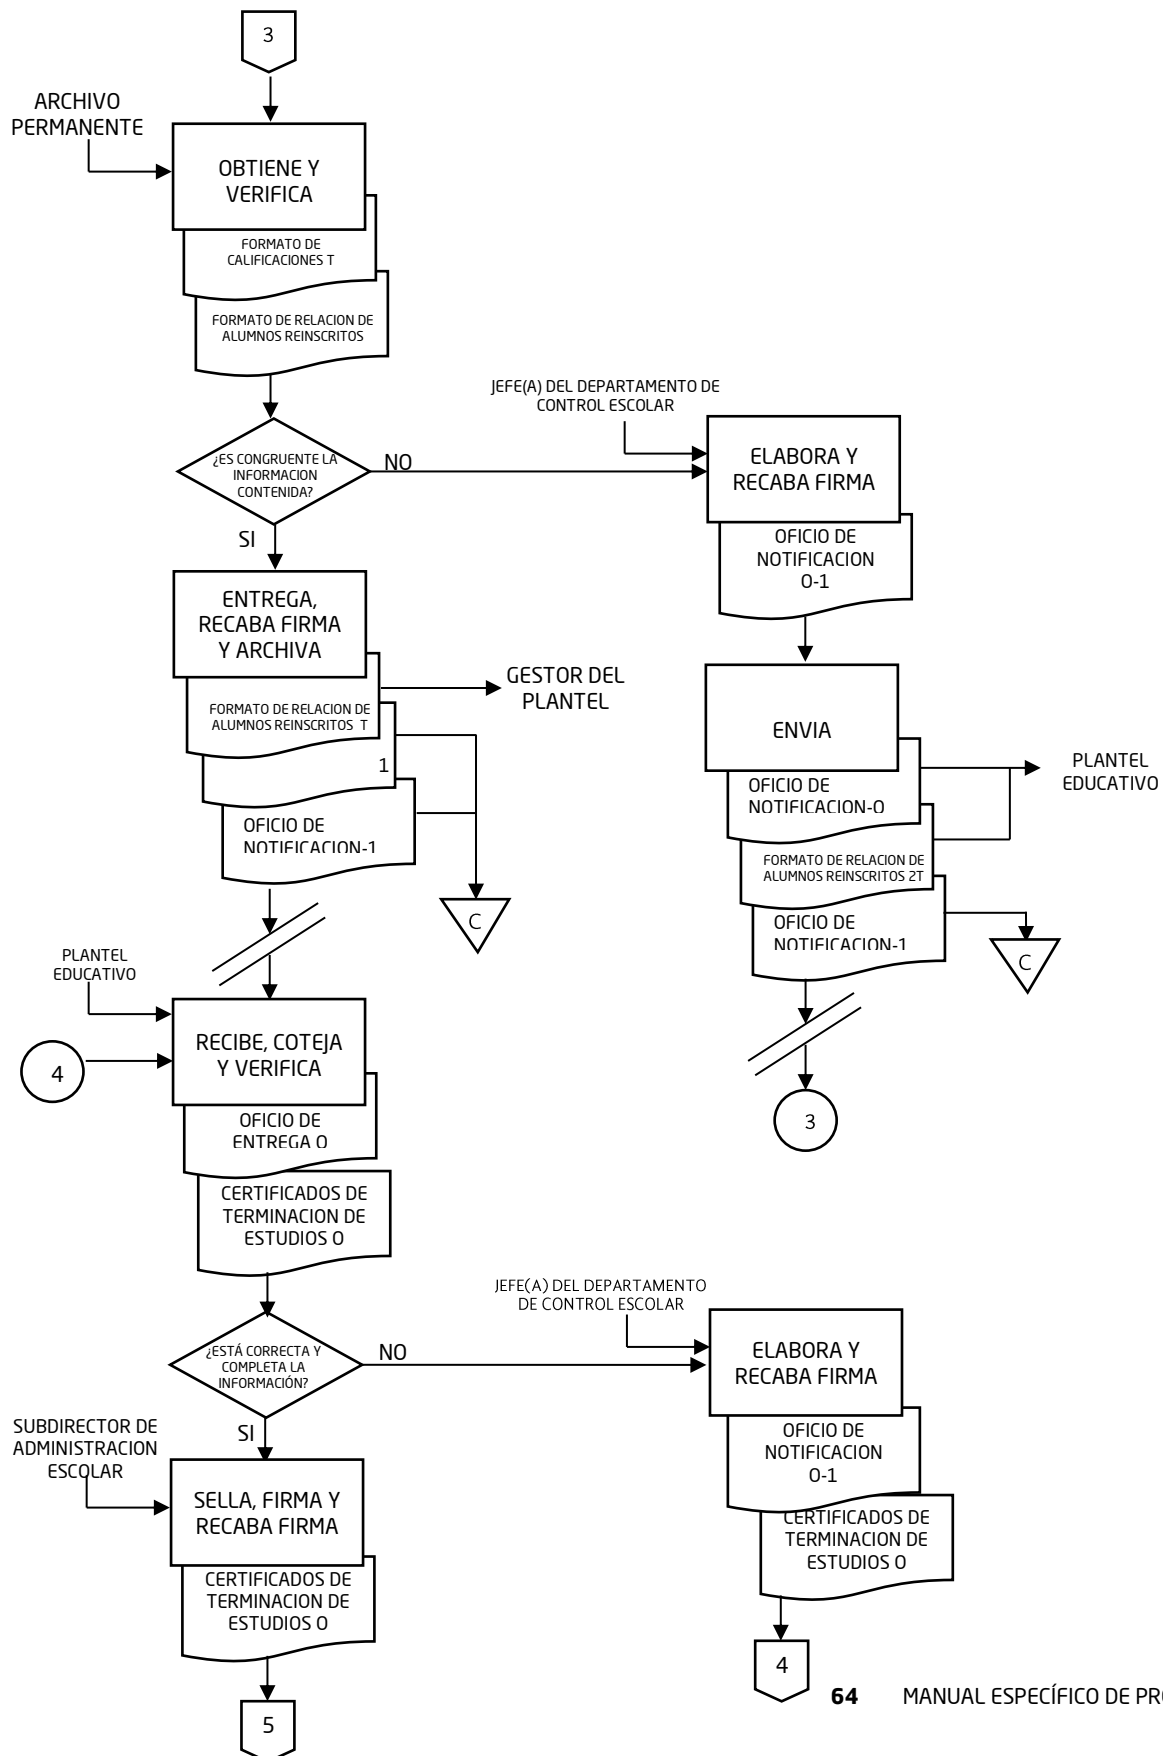 3
ARCHIVO
PERMANENTE
OBTIENE Y
VERIFICA
FORMATO DE
CALIFICACIONES T
FORMATO DE RELACION DE
ALUMNOS REINSCRITOS
¿ES CONGRUENTE LA
INFORMACION
CONTENIDA?
NO
SI
JEFE(A) DEL DEPARTAMENTO DE
CONTROL ESCOLAR
ELABORA Y
RECABA FIRMA
OFICIO DE
NOTIFICACION
O-1
ENTREGA,
RECABA FIRMA
Y ARCHIVA
FORMATO DE RELACION DE
ALUMNOS REINSCRITOS T
1
OFICIO DE
NOTIFICACION-1
GESTOR DEL
PLANTEL
C
ENVIA
OFICIO DE
NOTIFICACION-O
FORMATO DE RELACION DE
ALUMNOS REINSCRITOS 2T
OFICIO DE
NOTIFICACION-1
PLANTEL
EDUCATIVO
C
3
PLANTEL
EDUCATIVO
4
RECIBE, COTEJA
Y VERIFICA
OFICIO DE
ENTREGA O
CERTIFICADOS DE
TERMINACION DE
ESTUDIOS O
¿ESTÁ CORRECTA Y
COMPLETA LA
INFORMACIÓN?
NO
SI
JEFE(A) DEL DEPARTAMENTO
DE CONTROL ESCOLAR
ELABORA Y
RECABA FIRMA
OFICIO DE
NOTIFICACION
O-1
CERTIFICADOS DE
TERMINACION DE
ESTUDIOS O
4
SUBDIRECTOR DE
ADMINISTRACION
ESCOLAR
SELLA, FIRMA Y
RECABA FIRMA
CERTIFICADOS DE
TERMINACION DE
ESTUDIOS O
5
64 MANUAL ESPECÍFICO DE